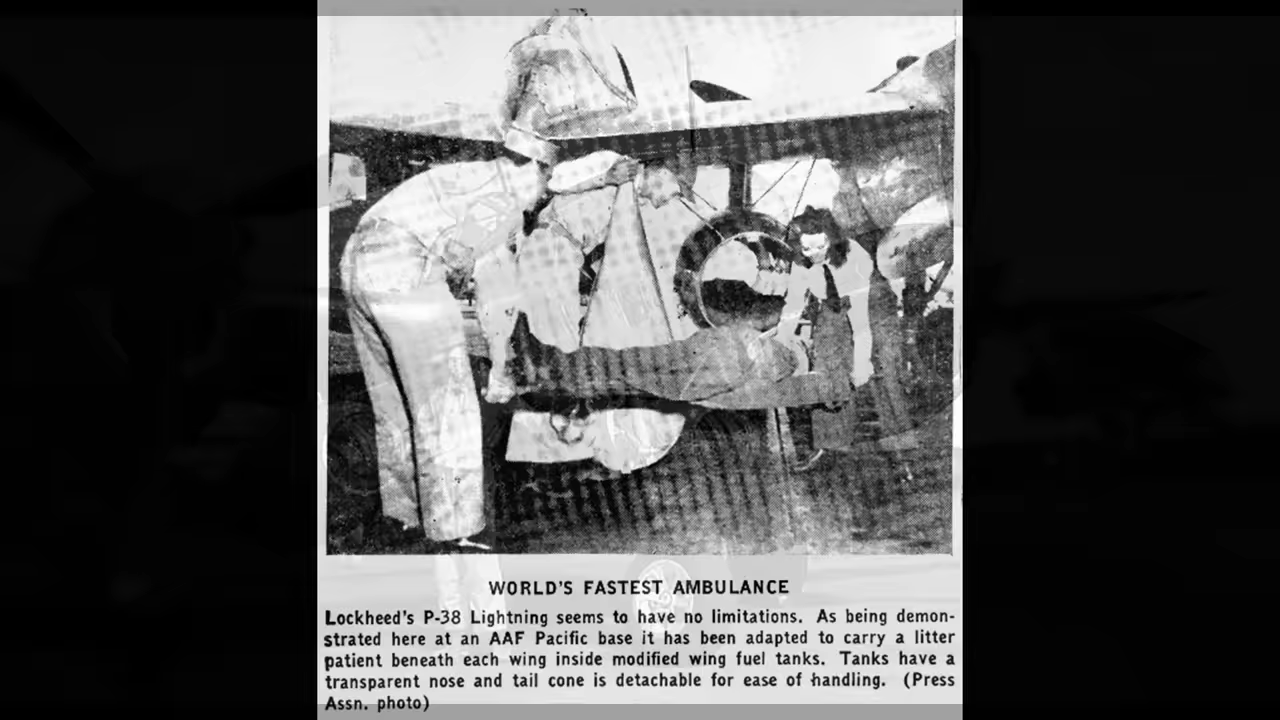 WORLD'S FASTEST AMBULANCE
Lockheed's P-38 Lightning seems to have no limitations. As being demon-
strated here at an AAF Pacific base it has been adapted to carry a litter
patient beneath each wing inside modified wing fuel tanks. Tanks have a
transparent nose and tail cone is detachable for ease of handling. (Press
Assn. photo)